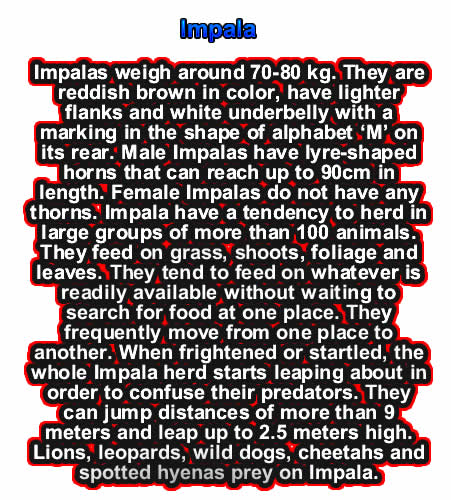 Impala
Impalas weigh around 70-80 kg. They are
reddish brown in color, have lighter
flanks and white underbelly with a
marking in the shape of alphabet ‘M’ on
its rear. Male Impalas have lyre-shaped
horns that can reach up to 90cm in
length. Female Impalas do not have any
thorns. Impala have a tendency to herd in
large groups of more than 100 animals.
They feed on grass, shoots, foliage and
leaves. They tend to feed on whatever is
readily available without waiting to
search for food at one place. They
frequently move from one place to
another. When frightened or startled, the
whole Impala herd starts leaping about in
order to confuse their predators. They
can jump distances of more than 9
meters and leap up to 2.5 meters high.
Lions, leopards, wild dogs, cheetahs and
spotted hyenas prey on Impala.